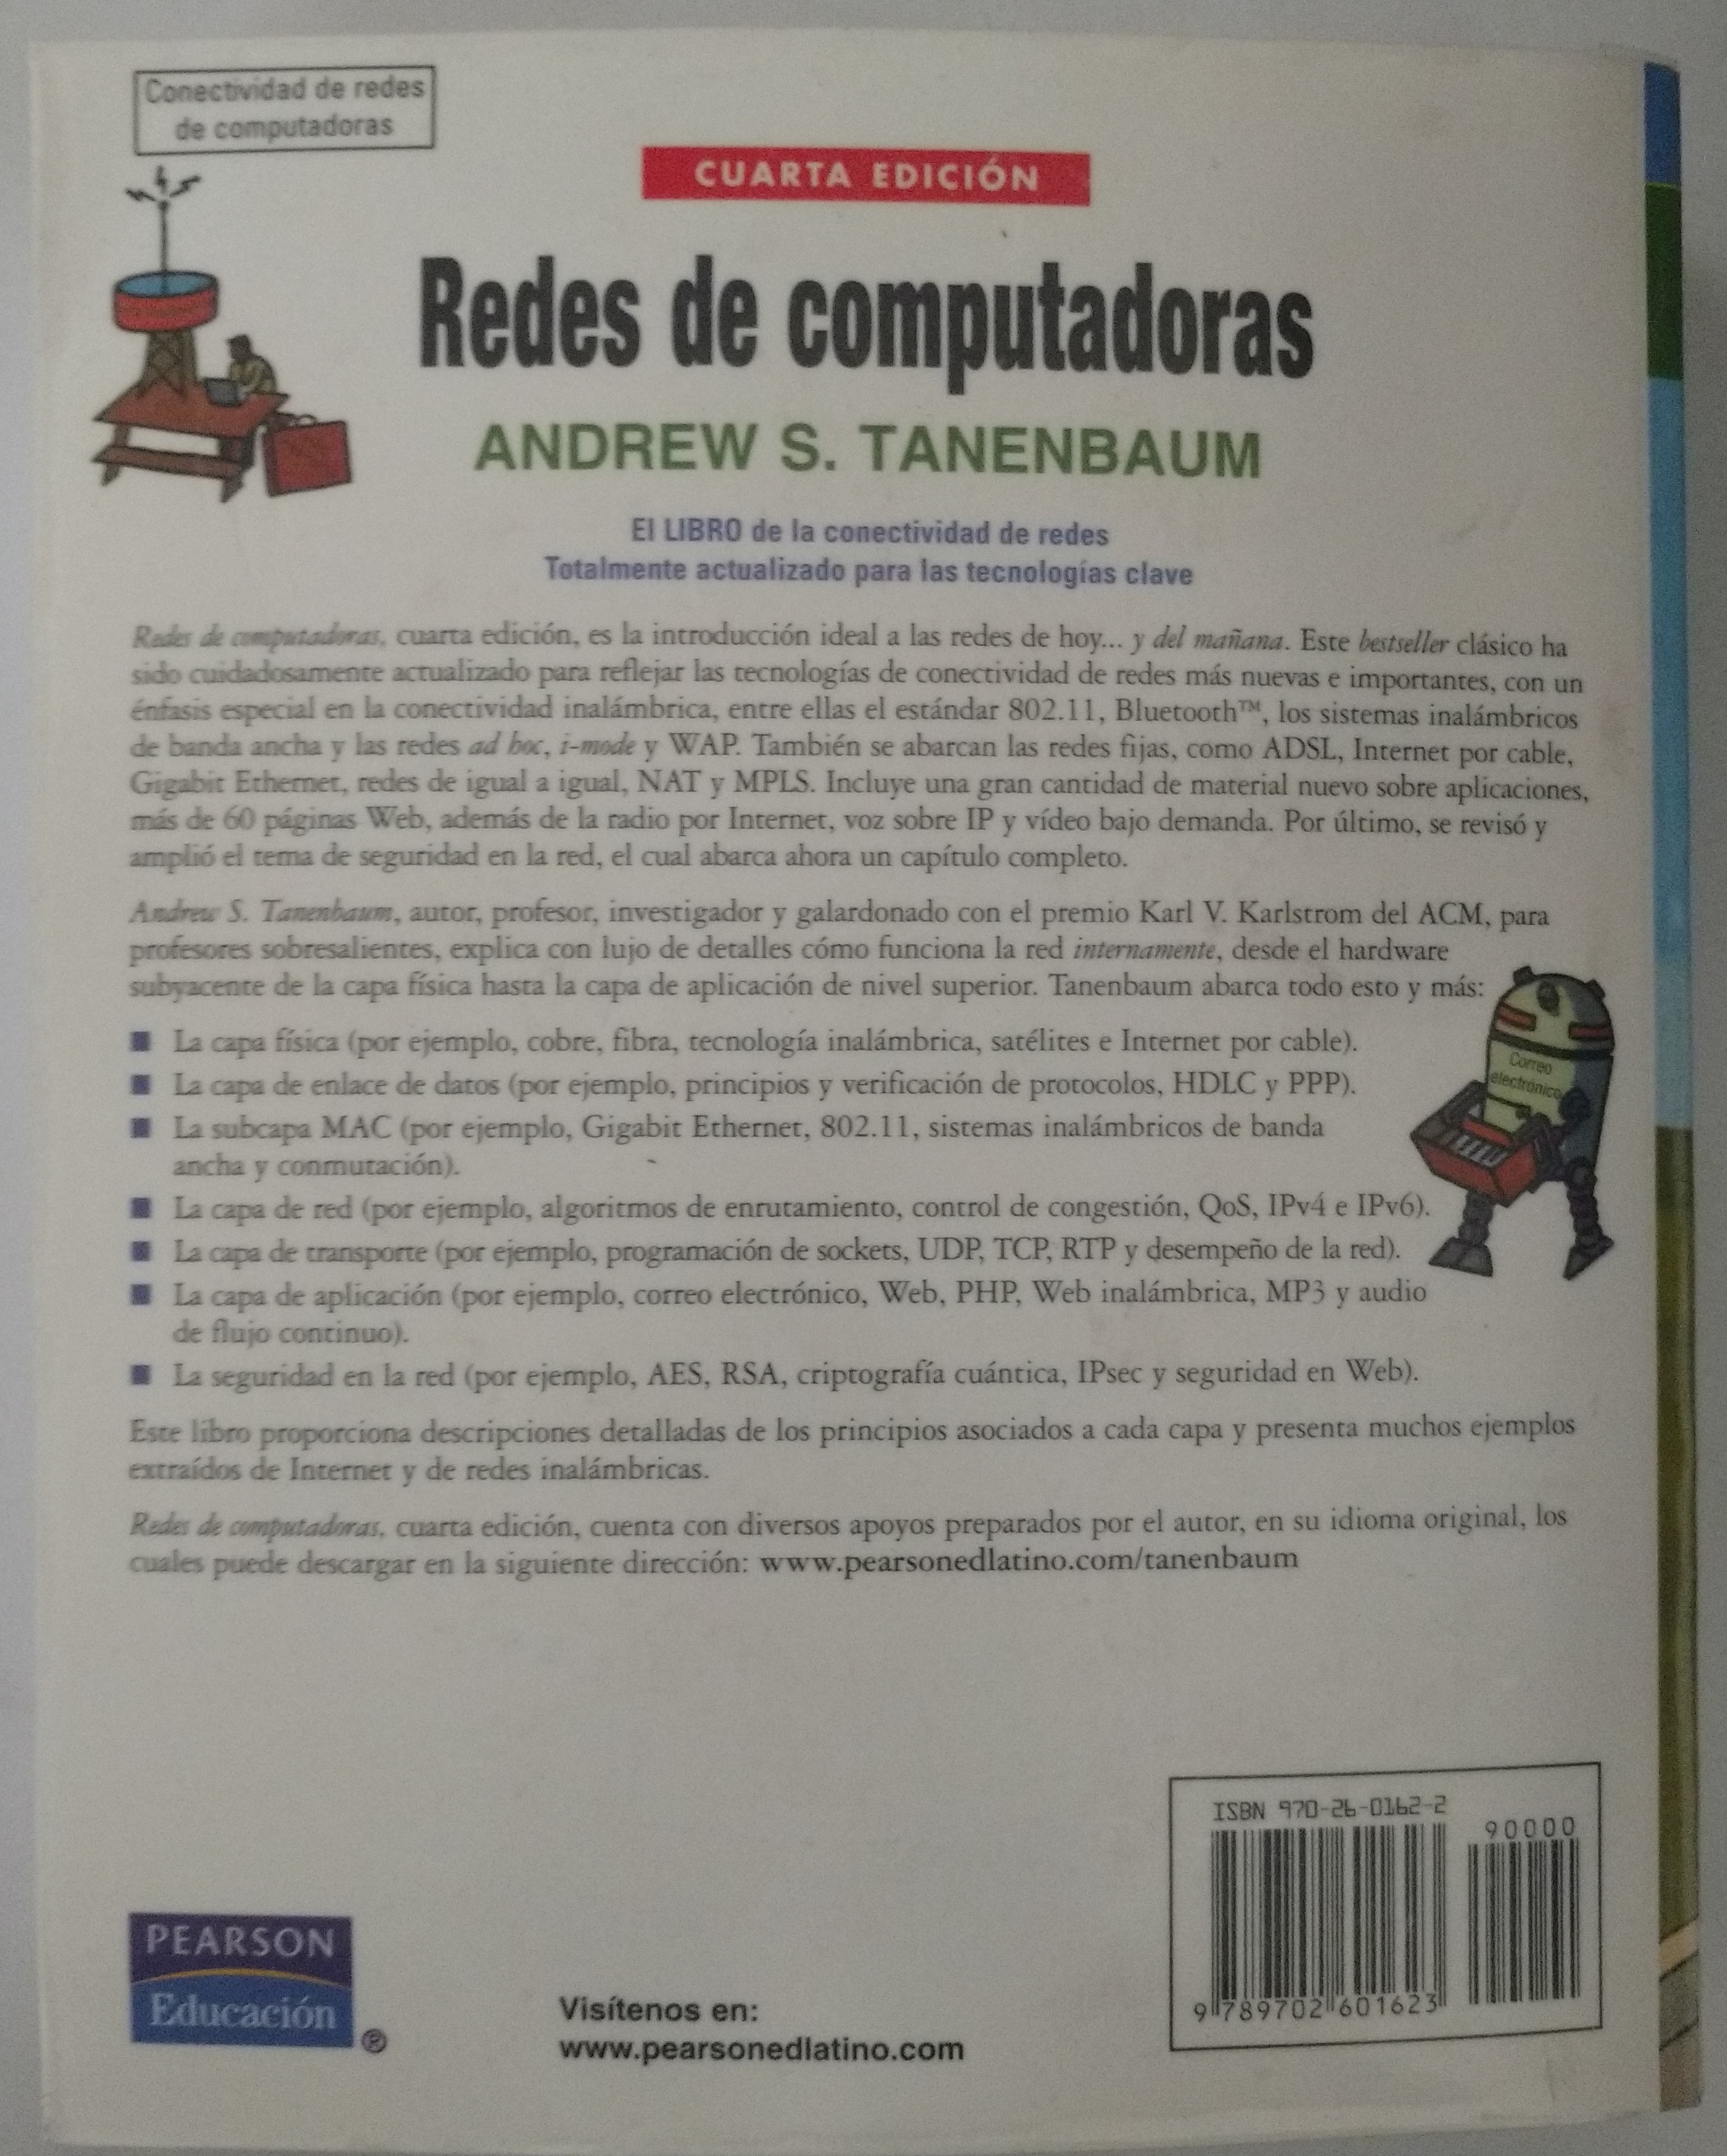 Conectividad de redes
de computadoras
CUARTA EDICIÓN
Redes de computadoras
ANDREW S. TANENBAUM
El LIBRO de la conectividad de redes
Totalmente actualizado para las tecnologías clave
Redes de computadoras, cuarta edición, es la introducción ideal a las redes de hoy... y del mañana. Este bestseller clásico ha
sido cuidadosamente actualizado para reflejar las tecnologías de conectividad de redes más nuevas e importantes, con un
énfasis especial en la conectividad inalámbrica, entre ellas el estándar 802.11, Bluetooth™, los sistemas inalámbricos
de banda ancha y las redes ad hoc, i-mode y WAP. También se abarcan las redes fijas, como ADSL, Internet por cable,
Gigabit Ethernet, redes de igual a igual, NAT y MPLS. Incluye una gran cantidad de material nuevo sobre aplicaciones,
más de 60 páginas Web, además de la radio por Internet, voz sobre IP y vídeo bajo demanda. Por último, se revisó y
amplió el tema de seguridad en la red, el cual abarca ahora un capítulo completo.
Andrew S. Tanenbaum, autor, profesor, investigador y galardonado con el premio Karl V. Karlstrom del ACM, para
profesores sobresalientes, explica con lujo de detalles cómo funciona la red internamente, desde el hardware
subyacente de la capa física hasta la capa de aplicación de nivel superior. Tanenbaum abarca todo esto y más:
■ La capa física (por ejemplo, cobre, fibra, tecnología inalámbrica, satélites e Internet por cable).
■ La capa de enlace de datos (por ejemplo, principios y verificación de protocolos, HDLC y PPP).
■ La subcapa MAC (por ejemplo, Gigabit Ethernet, 802.11, sistemas inalámbricos de banda
ancha y conmutación).
■ La capa de red (por ejemplo, algoritmos de enrutamiento, control de congestión, QoS, IPv4 e IPv6).
■ La capa de transporte (por ejemplo, programación de sockets, UDP, TCP, RTP y desempeño de la red).
■ La capa de aplicación (por ejemplo, correo electrónico, Web, PHP, Web inalámbrica, MP3 y audio
de flujo continuo).
■ La seguridad en la red (por ejemplo, AES, RSA, criptografía cuántica, IPsec y seguridad en Web).
Correo
electrónico
Este libro proporciona descripciones detalladas de los principios asociados a cada capa y presenta muchos ejemplos
extraídos de Internet y de redes inalámbricas.
Redes de computadoras, cuarta edición, cuenta con diversos apoyos preparados por el autor, en su idioma original, los
cuales puede descargar en la siguiente dirección: www.pearsonedlatino.com/tanenbaum
ISBN 970-26-0162-2
90000
9 789702 601623
PEARSON
Educación
®
Visítenos en:
www.pearsonedlatino.com